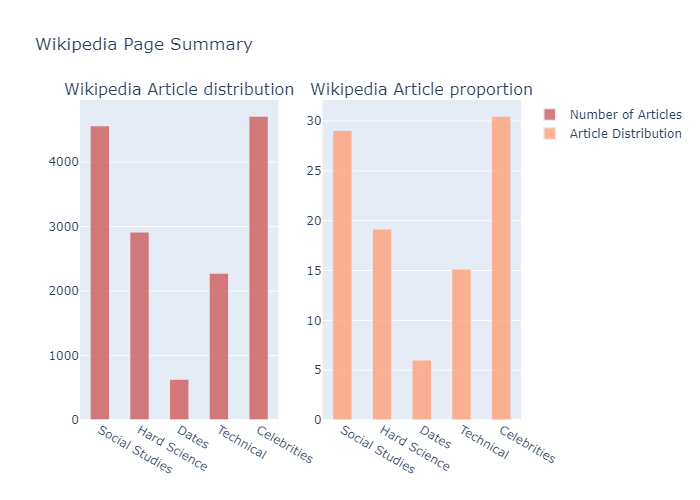 Wikipedia Page Summary
Wikipedia Article distribution
4000
3000
2000
1000
0
Social Studies
Hard Science
Dates
Technical
Celebrities
Wikipedia Article proportion
30
25
20
15
10
5
0
Social Studies
Hard Science
Dates
Technical
Celebrities
Number of Articles
Article Distribution